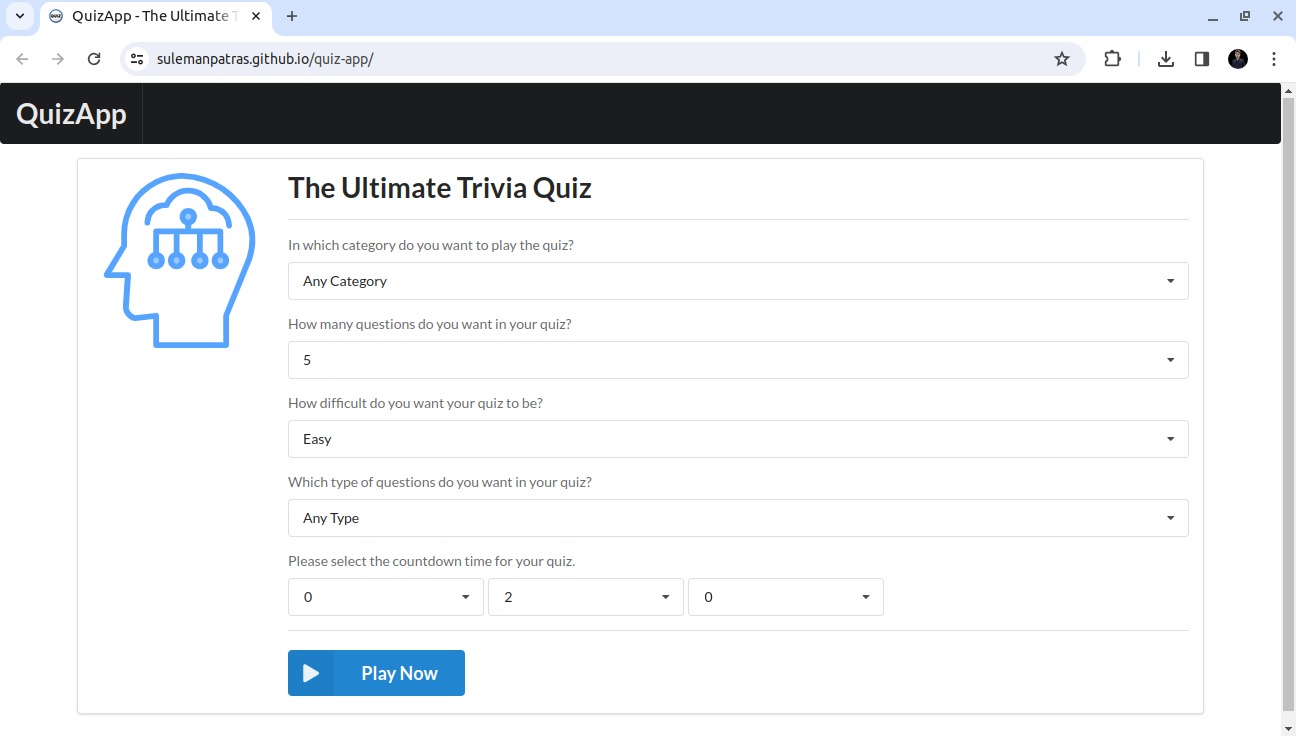 QuizApp - The Ultimate T
sulemanpatras.github.io/quiz-app/
QuizApp
The Ultimate Trivia Quiz
In which category do you want to play the quiz?
Any Category
How many questions do you want in your quiz?
5
How difficult do you want your quiz to be?
Easy
Which type of questions do you want in your quiz?
Any Type
Please select the countdown time for your quiz.
0 2 0
Play Now